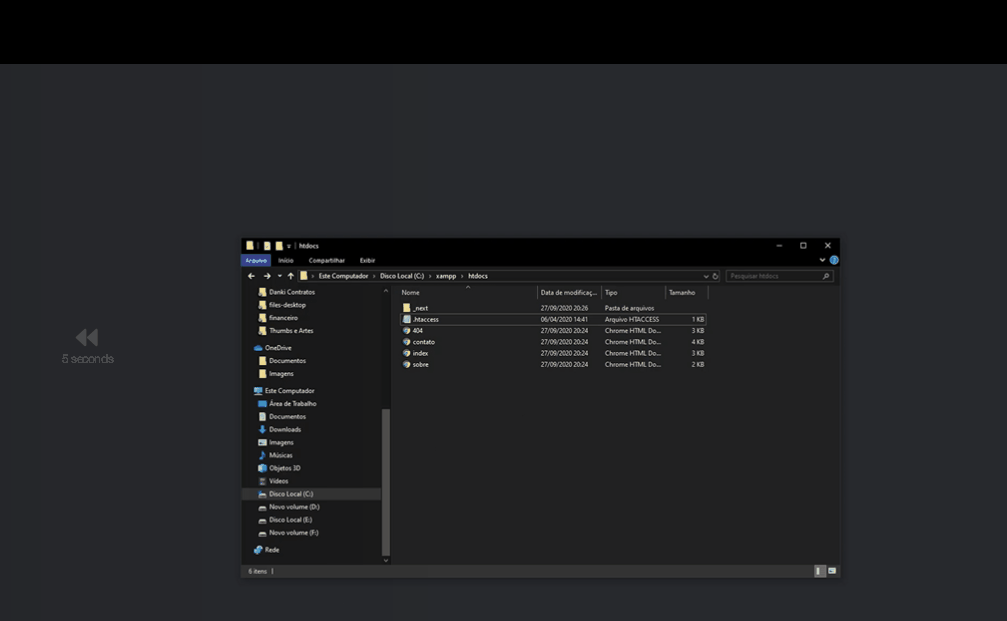 htdocs
Arquivo Início Compartilhar Exibir
Este Computador > Disco Local (C:) > xampp > htdocs
Pesquisar htdocs
Danki Contratos
files-desktop
financeiro
Thumbs e Artes
OneDrive
Documentos
Imagens
Este Computador
Área de Trabalho
Documentos
Downloads
Imagens
Músicas
Objetos 3D
Vídeos
Disco Local (C:)
Novo volume (D:)
Disco Local (E:)
Novo volume (F:)
Rede
Nome Data de modificaç... Tipo Tamanho
_next 27/09/2020 20:26 Pasta de arquivos
.htaccess 06/04/2020 14:41 Arquivo HTACCESS 1 KB
404 27/09/2020 20:24 Chrome HTML Do... 3 KB
contato 27/09/2020 20:24 Chrome HTML Do... 4 KB
index 27/09/2020 20:24 Chrome HTML Do... 3 KB
sobre 27/09/2020 20:24 Chrome HTML Do... 2 KB
6 itens
5 seconds